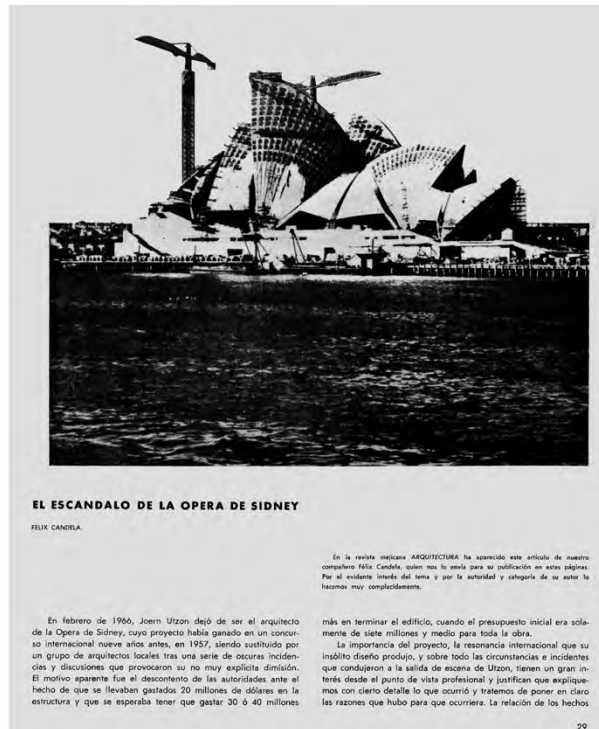 EL ESCANDALO DE LA OPERA DE SIDNEY
FELIX CANDELA.
En la revista mejicana ARQUITECTURA ha aparecido este artículo de nuestro
compañero Félix Candela, quien nos lo envía para su publicación en estas páginas.
Por el evidente interés del tema y por la autoridad y categoría de su autor lo
hacemos muy complacidamente.
En febrero de 1966, Joern Utzon dejó de ser el arquitecto
de la Opera de Sidney, cuyo proyecto había ganado en un concur-
so internacional nueve años antes, en 1957, siendo sustituido por
un grupo de arquitectos locales tras una serie de oscuras inciden-
cias y discusiones que provocaron su no muy explícita dimisión.
El motivo aparente fue el descontento de las autoridades ante el
hecho de que se llevaban gastados 20 millones de dólares en la
estructura y que se esperaba tener que gastar 30 ó 40 millones
más en terminar el edificio, cuando el presupuesto inicial era sola-
mente de siete millones y medio para toda la obra.
La importancia del proyecto, la resonancia internacional que su
insólito diseño produjo, y sobre todo las circunstancias e incidentes
que condujeron a la salida de escena de Utzon, tienen un gran in-
terés desde el punto de vista profesional y justifican que explique-
mos con cierto detalle lo que ocurrió y tratemos de poner en claro
las razones que hubo para que ocurriera. La relación de los hechos
29